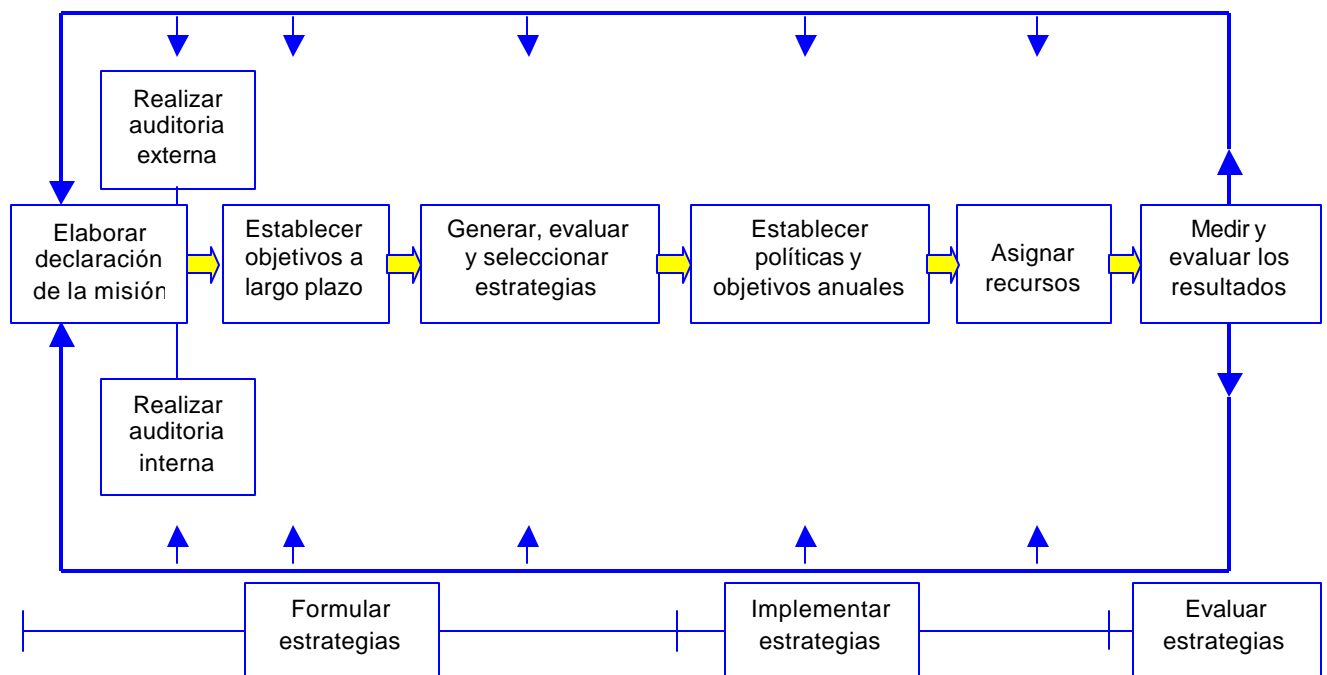 Realizar
auditoria
externa
Elaborar
declaración
de la misión
Establecer
objetivos a
largo plazo
Generar, evaluar
y seleccionar
estrategias
Establecer
políticas y
objetivos anuales
Asignar
recursos
Medir y
evaluar los
resultados
Realizar
auditoria
interna
Formular
estrategias
Implementar
estrategias
Evaluar
estrategias